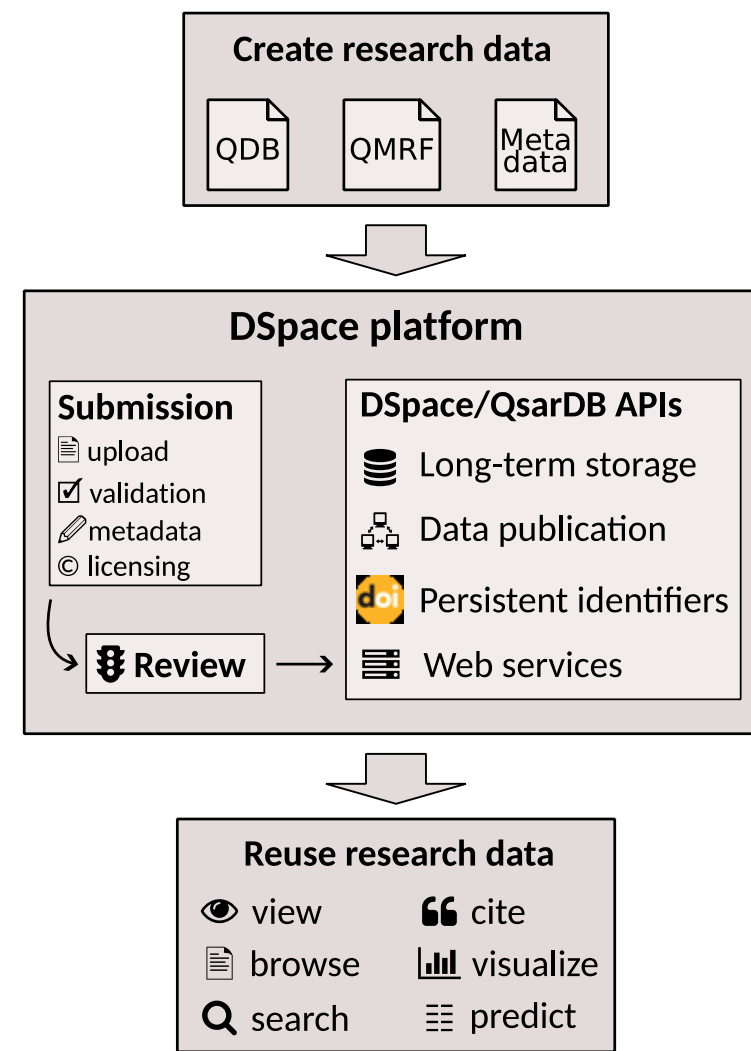 Create research data
QDB
QMRF
Meta
data
DSpace platform
Submission
upload
validation
metadata
© licensing
Review
DSpace/QsarDB APIs
Long-term storage
Data publication
doi Persistent identifiers
Web services
Reuse research data
view
browse
search
cite
visualize
predict